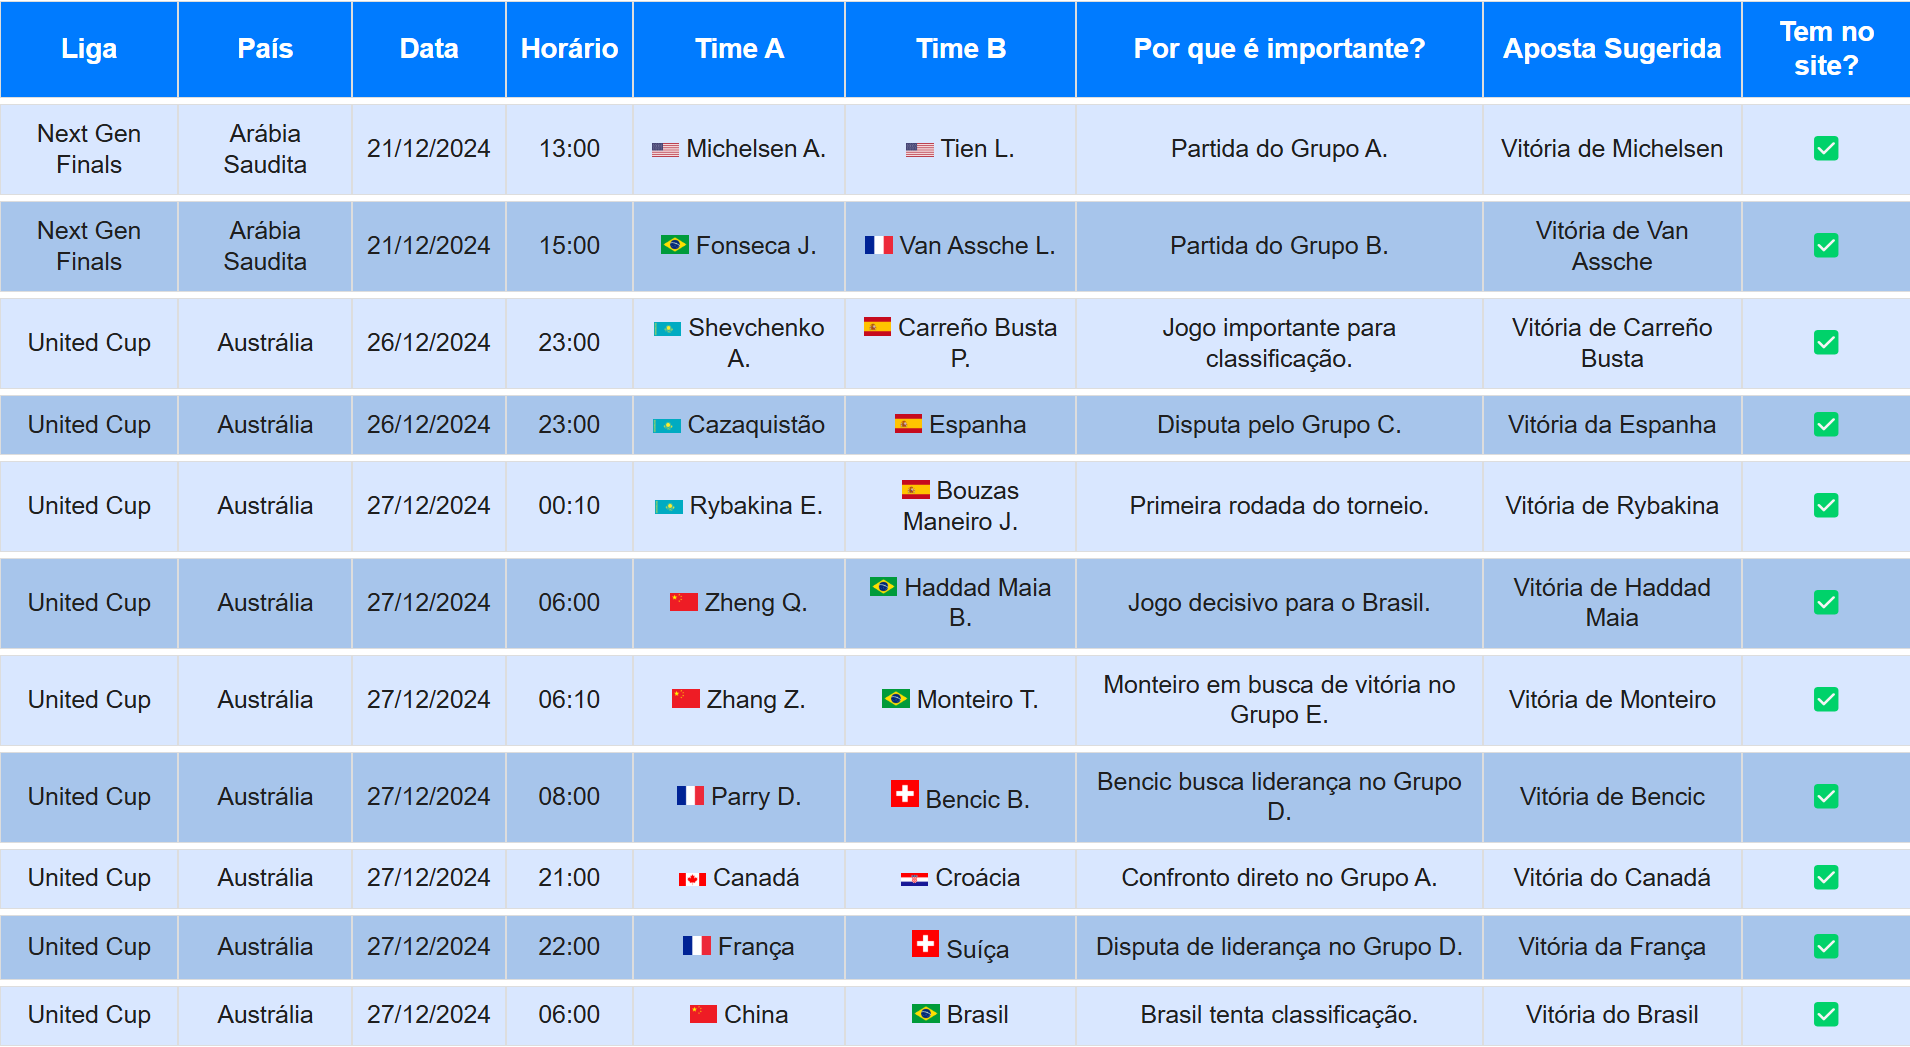 Liga País Data Horário Time A Time B Por que é importante? Aposta Sugerida Tem no
site?
Next Gen
Finals
Arábia
Saudita
21/12/2024 13:00 Michelsen A. Tien L. Partida do Grupo A. Vitória de Michelsen
Next Gen
Finals
Arábia
Saudita
21/12/2024 15:00 Fonseca J. Van Assche L. Partida do Grupo B. Vitória de Van
Assche
United Cup Austrália 26/12/2024 23:00 Shevchenko
A.
Carreño Busta
P.
Jogo importante para
classificação.
Vitória de Carreño
Busta
United Cup Austrália 26/12/2024 23:00 Cazaquistão Espanha Disputa pelo Grupo C. Vitória da Espanha
United Cup Austrália 27/12/2024 00:10 Rybakina E. Bouzas
Maneiro J.
Primeira rodada do torneio. Vitória de Rybakina
United Cup Austrália 27/12/2024 06:00 Zheng Q. Haddad Maia
B.
Jogo decisivo para o Brasil. Vitória de Haddad
Maia
United Cup Austrália 27/12/2024 06:10 Zhang Z. Monteiro T. Monteiro em busca de vitória no
Grupo E.
Vitória de Monteiro
United Cup Austrália 27/12/2024 08:00 Parry D. Bencic B. Bencic busca liderança no Grupo
D.
Vitória de Bencic
United Cup Austrália 27/12/2024 21:00 Canadá Croácia Confronto direto no Grupo A. Vitória do Canadá
United Cup Austrália 27/12/2024 22:00 França Suíça Disputa de liderança no Grupo D. Vitória da França
United Cup Austrália 27/12/2024 06:00 China Brasil Brasil tenta classificação. Vitória do Brasil